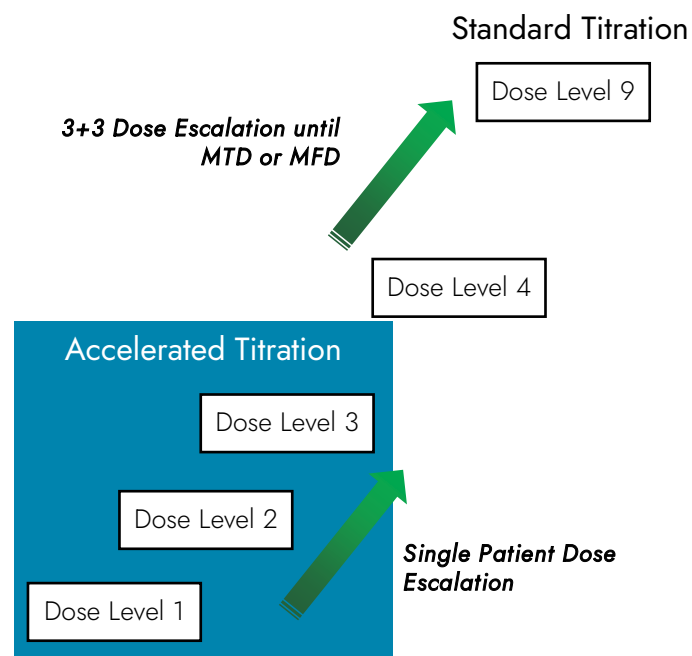 Standard Titration
Dose Level 9
3+3 Dose Escalation until
MTD or MFD
Dose Level 4
Accelerated Titration
Dose Level 3
Dose Level 2
Single Patient Dose
Escalation
Dose Level 1